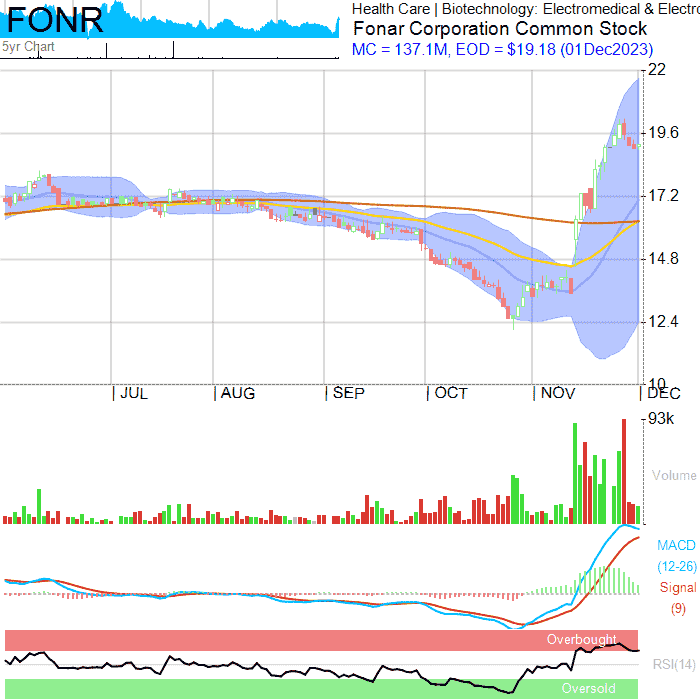 FONR
Health Care | Biotechnology: Electromedical & Electro
Fonar Corporation Common Stock
MC = 137.1M, EOD = $19.18 (01Dec2023)
5yr Chart
22
19.6
17.2
14.8
12.4
10
JUL AUG SEP OCT NOV DEC
93k
Volume
MACD
(12-26)
Signal
(9)
Overbought
RSI(14)
Oversold